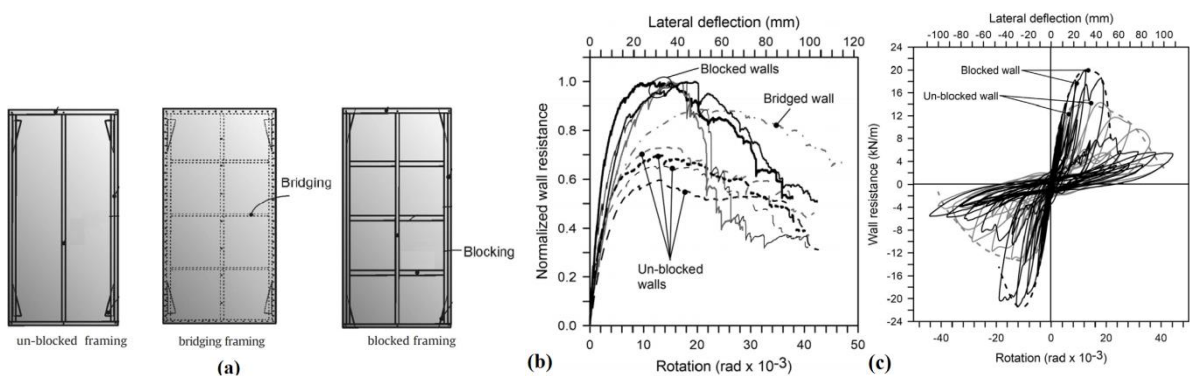 Bridging
Blocking
un-blocked framing
bridging framing
blocked framing
(a)
Lateral deflection (mm)
0 20 40 60 80 100 120
Normalized wall resistance
1.0
0.8
0.6
0.4
0.2
0.0
Blocked walls
Bridged wall
Un-blocked
walls
0 10 20 30 40 50
Rotation (rad x 10-3)
(b)
Lateral deflection (mm)
-100 -80 -60 -40 -20 0 20 40 60 80 100
Wall resistance (kN/m)
24
20
16
12
8
4
0
-4
-8
-12
-16
-20
-24
Blocked wall
Un-blocked wall
-40 -20 0 20 40
Rotation (rad x 10-3)
(c)